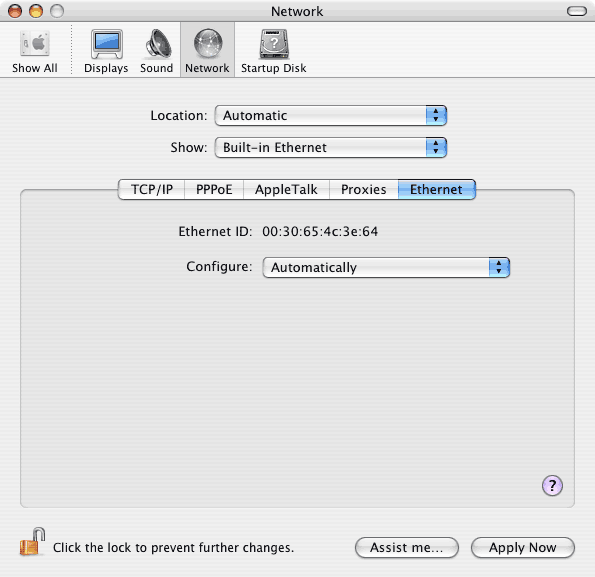 Network
Show All Displays Sound Network Startup Disk
Location: Automatic
Show: Built-in Ethernet
TCP/IP PPPoE AppleTalk Proxies Ethernet
Ethernet ID: 00:30:65:4c:3e:64
Configure: Automatically
?
Click the lock to prevent further changes. Assist me... Apply Now